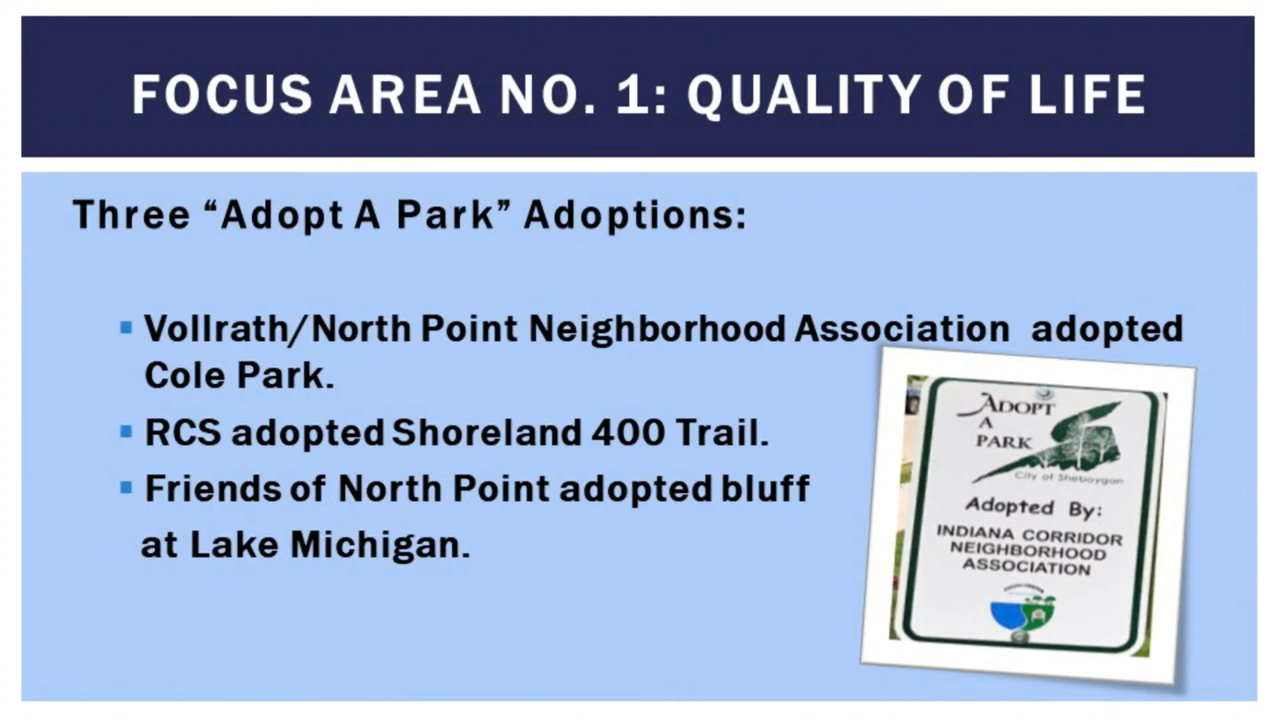 FOCUS AREA NO. 1: QUALITY OF LIFE
Three “Adopt A Park” Adoptions:
▪ Vollrath/North Point Neighborhood Association adopted
Cole Park.
▪ RCS adopted Shoreland 400 Trail.
▪ Friends of North Point adopted bluff
at Lake Michigan.
ADOPT
A
PARK
City of Sheboygan
Adopted By:
INDIANA CORRIDOR
NEIGHBORHOOD
ASSOCIATION